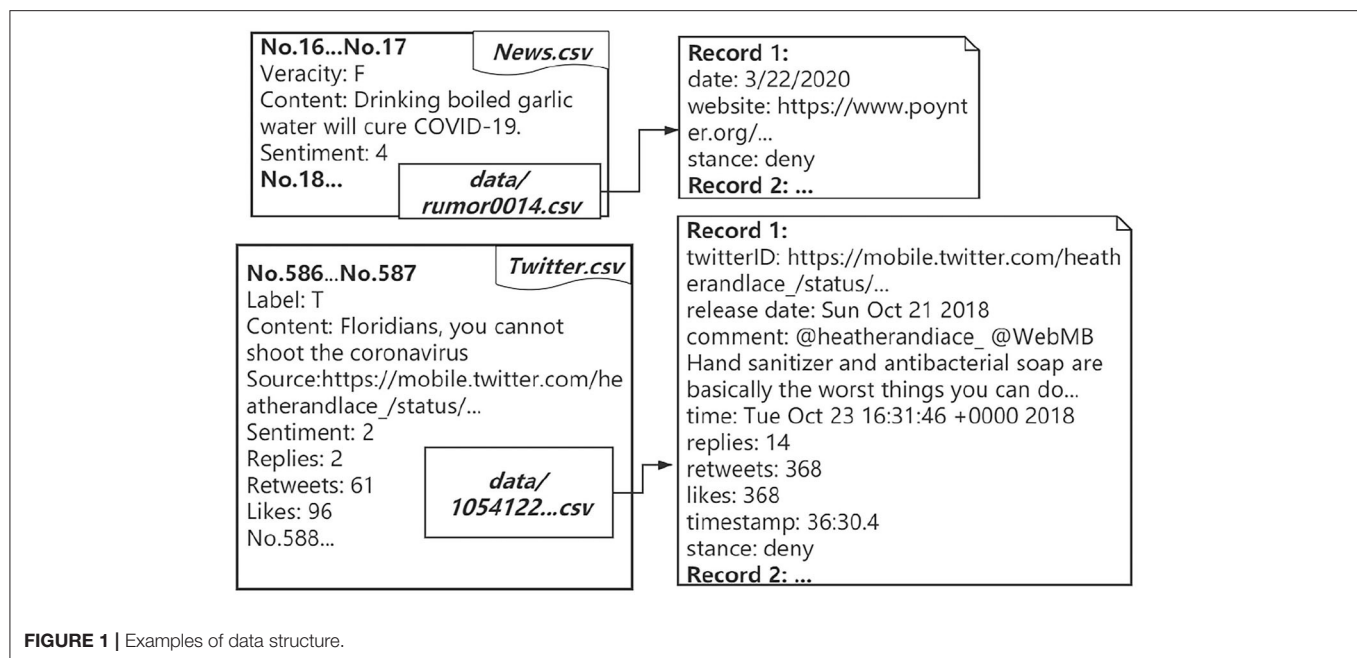 No.16...No.17
News.csv
Veracity: F
Content: Drinking boiled garlic
water will cure COVID-19.
Sentiment: 4
No.18...
data/
rumor0014.csv
Record 1:
date: 3/22/2020
website: https://www.poynt
er.org/...
stance: deny
Record 2: ...
No.586...No.587
Twitter.csv
Label: T
Content: Floridians, you cannot
shoot the coronavirus
Source:https://mobile.twitter.com/he
atherandlace_/status/...
Sentiment: 2
Replies: 2
Retweets: 61
Likes: 96
No.588...
data/
1054122...csv
Record 1:
twitterID: https://mobile.twitter.com/heath
erandlace_/status/...
release date: Sun Oct 21 2018
comment: @heatherandiace_ @WebMB
Hand sanitizer and antibacterial soap are
basically the worst things you can do...
time: Tue Oct 23 16:31:46 +0000 2018
replies: 14
retweets: 368
likes: 368
timestamp: 36:30.4
stance: deny
Record 2: ...
FIGURE 1 | Examples of data structure.